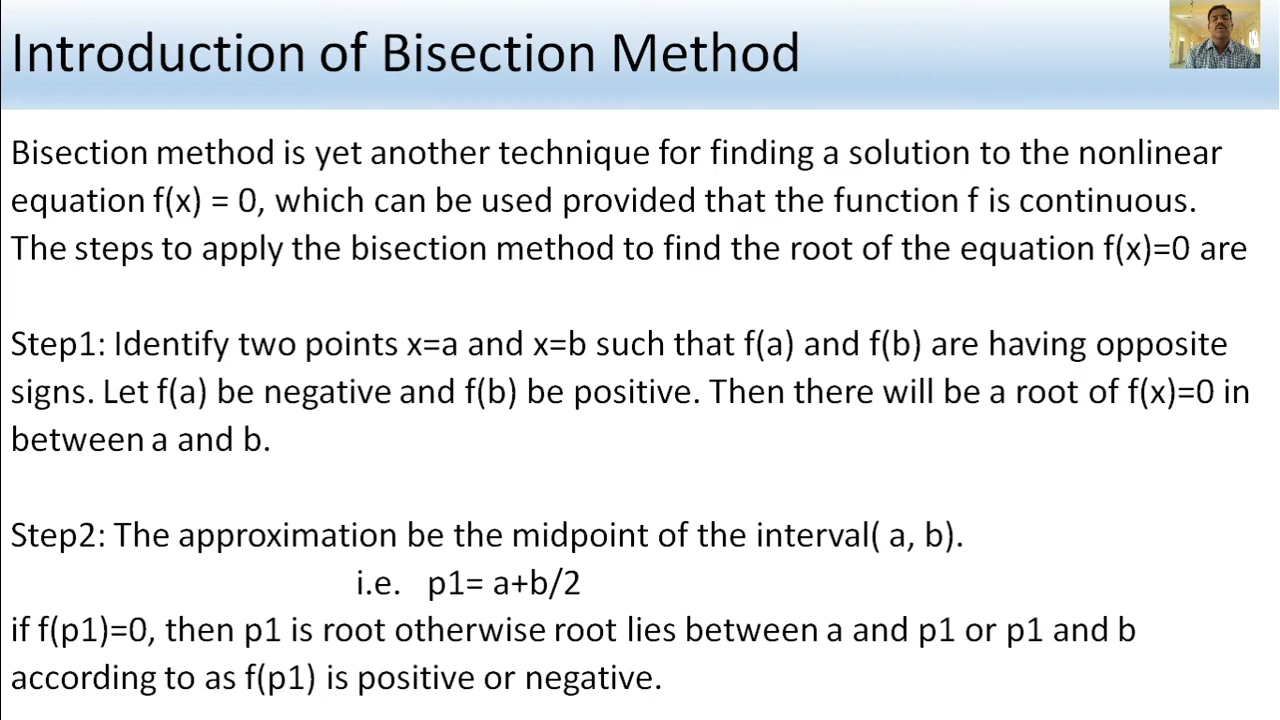 Introduction of Bisection Method
Bisection method is yet another technique for finding a solution to the nonlinear
equation f(x) = 0, which can be used provided that the function f is continuous.
The steps to apply the bisection method to find the root of the equation f(x)=0 are
Step1: Identify two points x=a and x=b such that f(a) and f(b) are having opposite
signs. Let f(a) be negative and f(b) be positive. Then there will be a root of f(x)=0 in
between a and b.
Step2: The approximation be the midpoint of the interval( a, b).
i.e. p1= a+b/2
if f(p1)=0, then p1 is root otherwise root lies between a and p1 or p1 and b
according to as f(p1) is positive or negative.